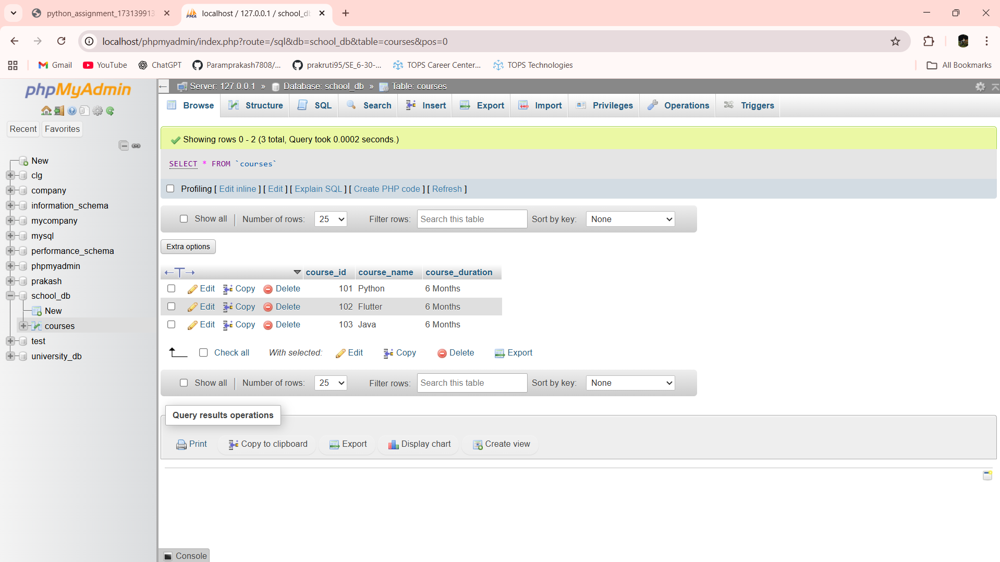 python_assignment_173139913
localhost / 127.0.0.1 / school_db
localhost/phpmyadmin/index.php?route=/sql&db=school_db&table=courses&pos=0
Gmail YouTube ChatGPT Paramprakash7808/... prakruti95/SE_6-30-... TOPS Career Center... TOPS Technologies All Bookmarks
phpMyAdmin
Recent Favorites
New
clg
company
information_schema
mycompany
mysql
performance_schema
phpmyadmin
prakash
school_db
New
courses
test
university_db
Server: 127.0.0.1 » Database: school_db » Table: courses
Browse Structure SQL Search Insert Export Import Privileges Operations Triggers
Showing rows 0 - 2 (3 total, Query took 0.0002 seconds.)
SELECT * FROM `courses`
Profiling [ Edit inline ] [ Edit ] [ Explain SQL ] [ Create PHP code ] [ Refresh ]
Show all | Number of rows: 25 Filter rows: Search this table Sort by key: None
Extra options
←T→ course_id course_name course_duration
Edit Copy Delete 101 Python 6 Months
Edit Copy Delete 102 Flutter 6 Months
Edit Copy Delete 103 Java 6 Months
Check all With selected: Edit Copy Delete Export
Show all | Number of rows: 25 Filter rows: Search this table Sort by key: None
Query results operations
Print Copy to clipboard Export Display chart Create view
Console